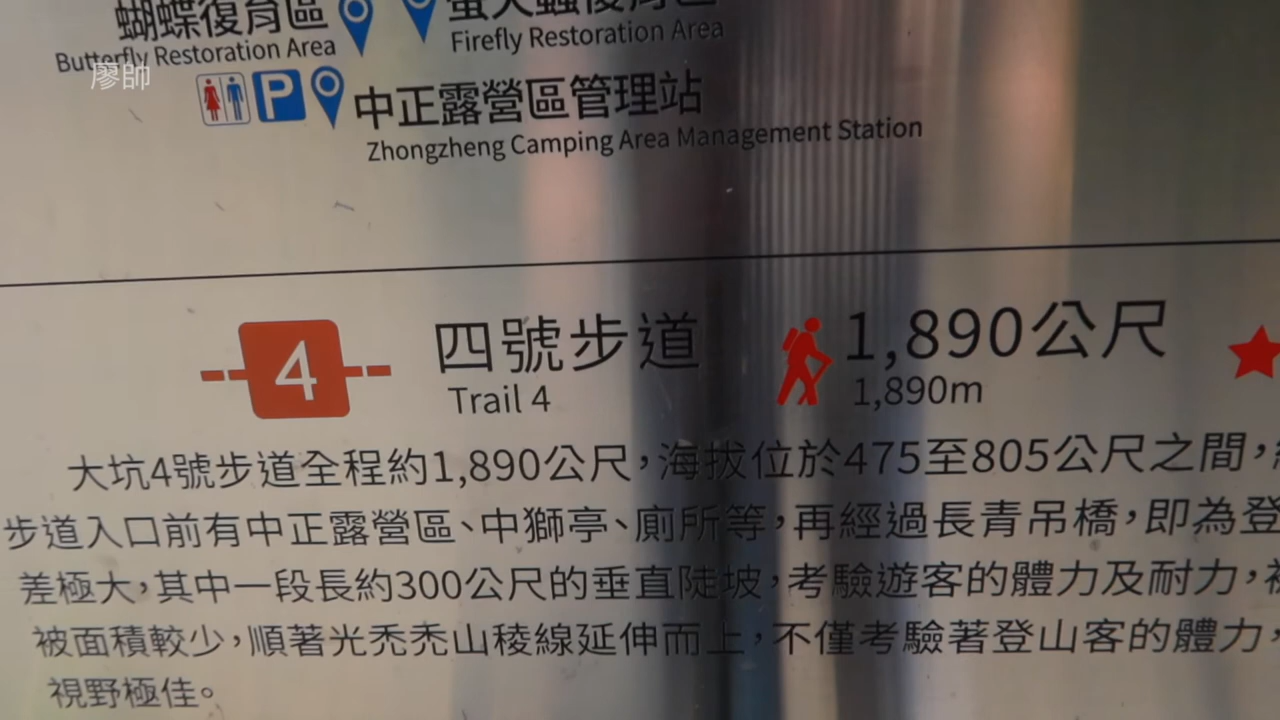 蝴蝶復育區
Butterfly Restoration Area
螢火蟲復育區
Firefly Restoration Area
廖帥
P
中正露營區管理站
Zhongzheng Camping Area Management Station
4
四號步道
Trail 4
1,890公尺
1,890m
大坑4號步道全程約1,890公尺，海拔位於475至805公尺之間，
步道入口前有中正露營區、中獅亭、廁所等，再經過長青吊橋，即為登
差極大，其中一段長約300公尺的垂直陡坡，考驗遊客的體力及耐力，
被面積較少，順著光禿禿山稜線延伸而上，不僅考驗著登山客的體力，
視野極佳。